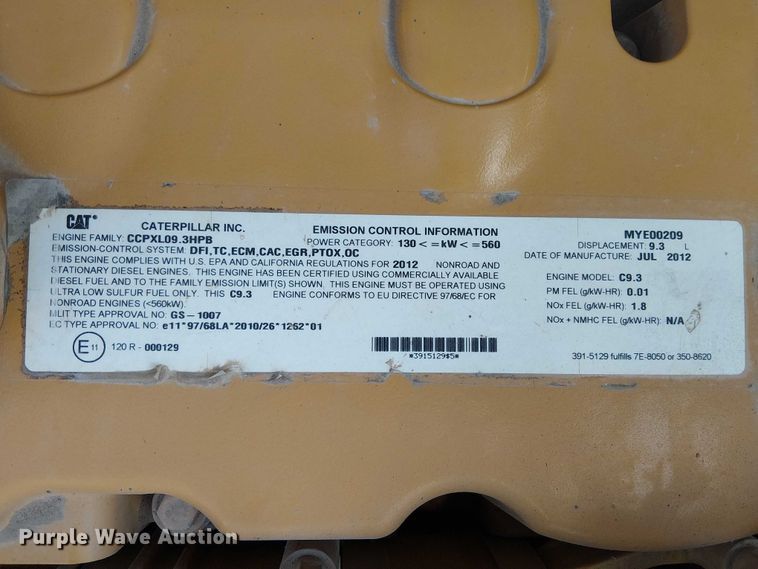 CAT® CATERPILLAR INC. EMISSION CONTROL INFORMATION MYE00209
ENGINE FAMILY: CCPXL09.3HPB POWER CATEGORY: 130 < =kW < =560 DISPLACEMENT: 9.3 L
EMISSION-CONTROL SYSTEM: DFI,TC,ECM,CAC,EGR,PTOX,OC DATE OF MANUFACTURE: JUL 2012
THIS ENGINE COMPLIES WITH U.S. EPA AND CALIFORNIA REGULATIONS FOR 2012 NONROAD AND
STATIONARY DIESEL ENGINES. THIS ENGINE HAS BEEN CERTIFIED USING COMMERCIALLY AVAILABLE
DIESEL FUEL AND TO THE FAMILY EMISSION LIMIT(S) SHOWN. THIS ENGINE MUST BE OPERATED USING
ULTRA LOW SULFUR FUEL ONLY. THIS C9.3 ENGINE CONFORMS TO EU DIRECTIVE 97/68/EC FOR
NONROAD ENGINES (<560kW)
MLIT TYPE APPROVAL NO: GS-1007
EC TYPE APPROVAL NO: e11*97/68LA*2010/26*1262*01
ENGINE MODEL: C9.3
PM FEL (g/kW-HR): 0.01
NOx FEL (g/kW-HR): 1.8
NOx + NMHC FEL (g/kW-HR): N/A
E 11 120 R - 000129
*3915129$5*
391-5129 fulfills 7E-8050 or 350-8620
Purple Wave Auction®